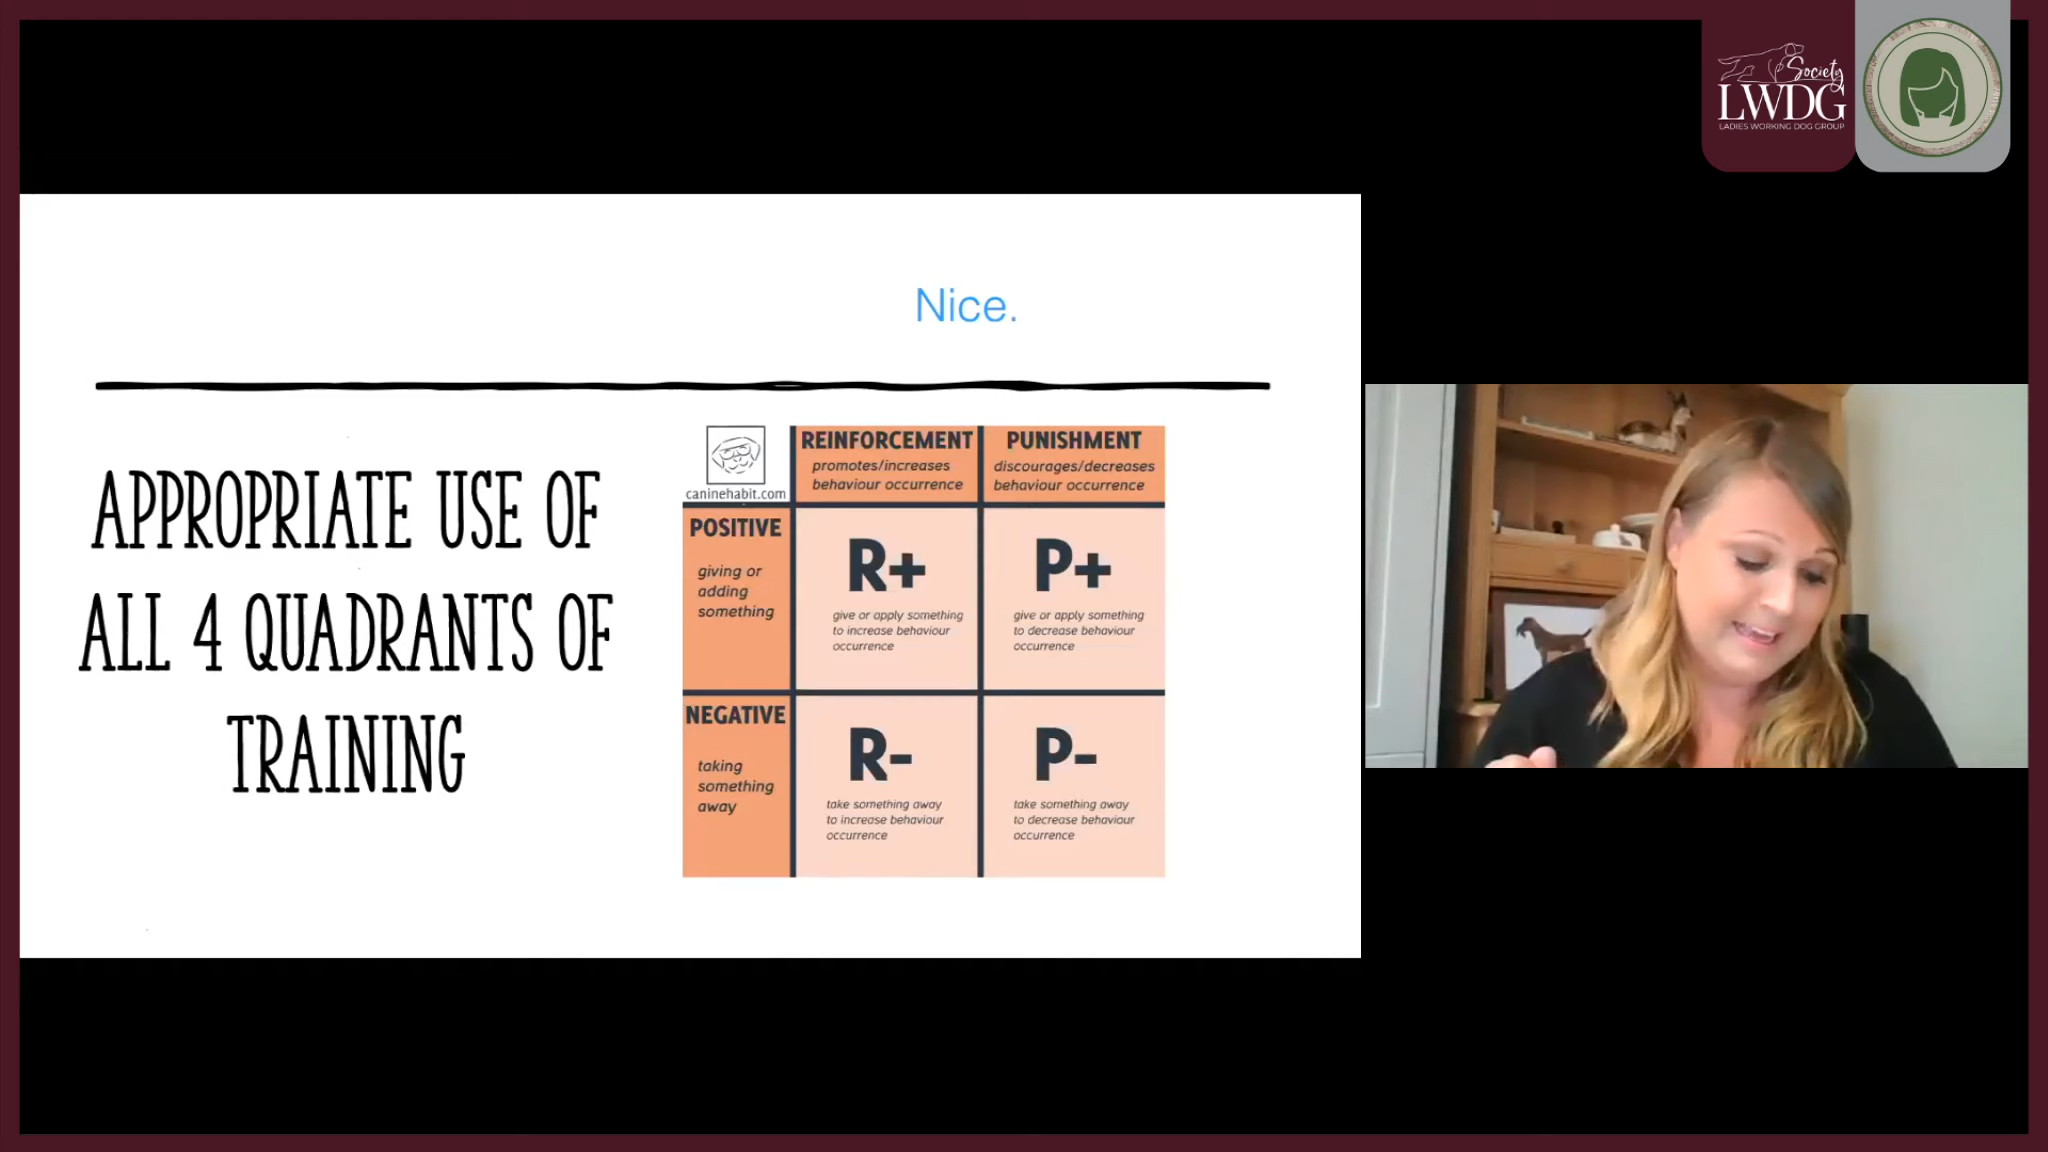 Society
LWDG
LADIES WORKING DOG GROUP
Nice.
APPROPRIATE USE OF
ALL 4 QUADRANTS OF
TRAINING
caninehabit.com
REINFORCEMENT
promotes/increases
behaviour occurrence
PUNISHMENT
discourages/decreases
behaviour occurrence
POSITIVE
giving or
adding
something
R+
give or apply something
to increase behaviour
occurrence
P+
give or apply something
to decrease behaviour
occurrence
NEGATIVE
taking
something
away
R-
take something away
to increase behaviour
occurrence
P-
take something away
to decrease behaviour
occurrence